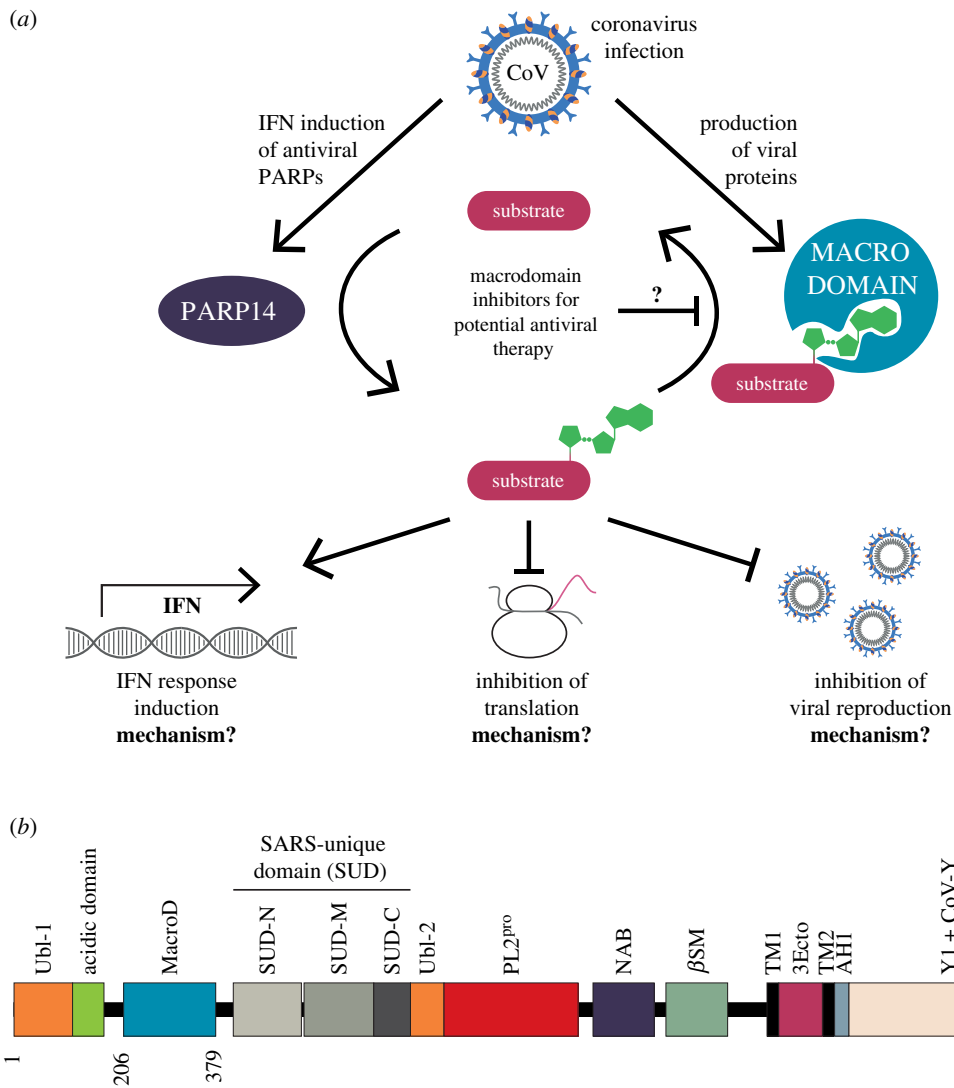 (a)
coronavirus
infection
CoV
IFN induction
of antiviral
PARPs
production
of viral
proteins
substrate
MACRO
DOMAIN
PARP14
macrodomain
inhibitors for
potential antiviral
therapy
?
substrate
substrate
IFN
IFN response
induction
mechanism?
inhibition of
translation
mechanism?
inhibition of
viral reproduction
mechanism?
(b)
SARS-unique
domain (SUD)
Ubl-1
acidic domain
MacroD
SUD-N
SUD-M
SUD-C
Ubl-2
PL2pro
NAB
βSM
TM1
3Ecto
TM2
AH1
Y1 + CoV-Y
1
206
379